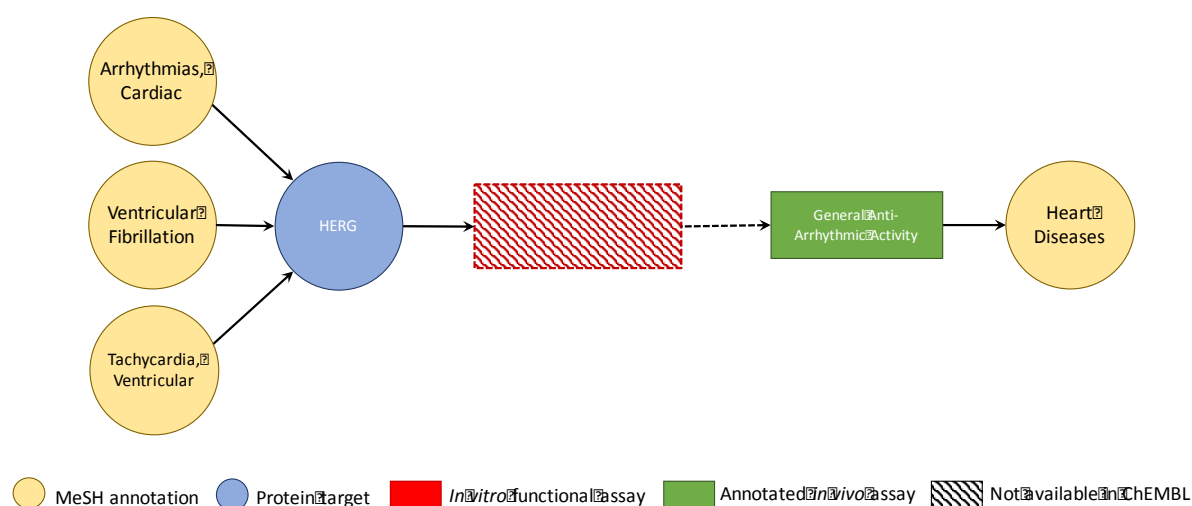 Arrhythmias,
Cardiac
Ventricular
Fibrillation
HERG
General Anti-
Arrhythmic Activity
Heart
Diseases
Tachycardia,
Ventricular
MeSH annotation
Protein target
In vitro functional assay
Annotated in vivo assay
Not available in ChEMBL